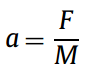 a = F/M